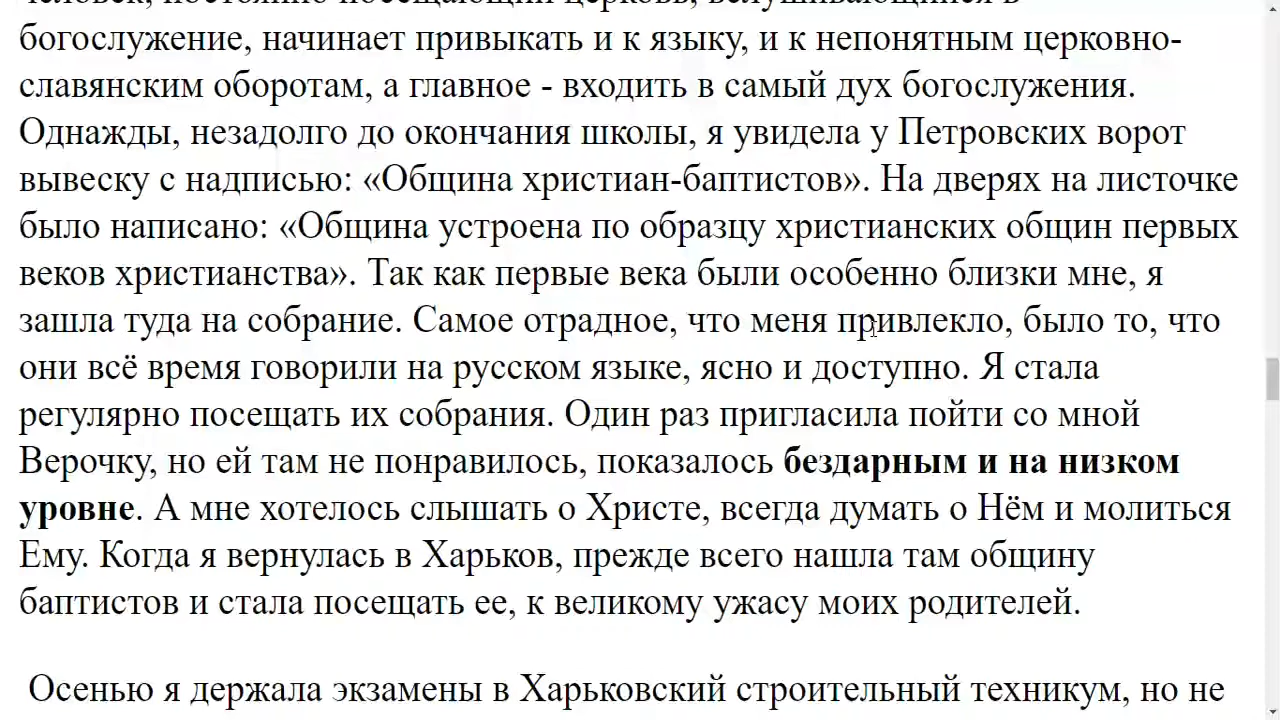 человек, постоянно посещающий церковь, вслушивающийся в
богослужение, начинает привыкать и к языку, и к непонятным церковно-
славянским оборотам, а главное - входить в самый дух богослужения.
Однажды, незадолго до окончания школы, я увидела у Петровских ворот
вывеску с надписью: «Община христиан-баптистов». На дверях на листочке
было написано: «Община устроена по образцу христианских общин первых
веков христианства». Так как первые века были особенно близки мне, я
зашла туда на собрание. Самое отрадное, что меня привлекло, было то, что
они всё время говорили на русском языке, ясно и доступно. Я стала
регулярно посещать их собрания. Один раз пригласила пойти со мной
Верочку, но ей там не понравилось, показалось бездарным и на низком
уровне. А мне хотелось слышать о Христе, всегда думать о Нём и молиться
Ему. Когда я вернулась в Харьков, прежде всего нашла там общину
баптистов и стала посещать ее, к великому ужасу моих родителей.
Осенью я держала экзамены в Харьковский строительный техникум, но не